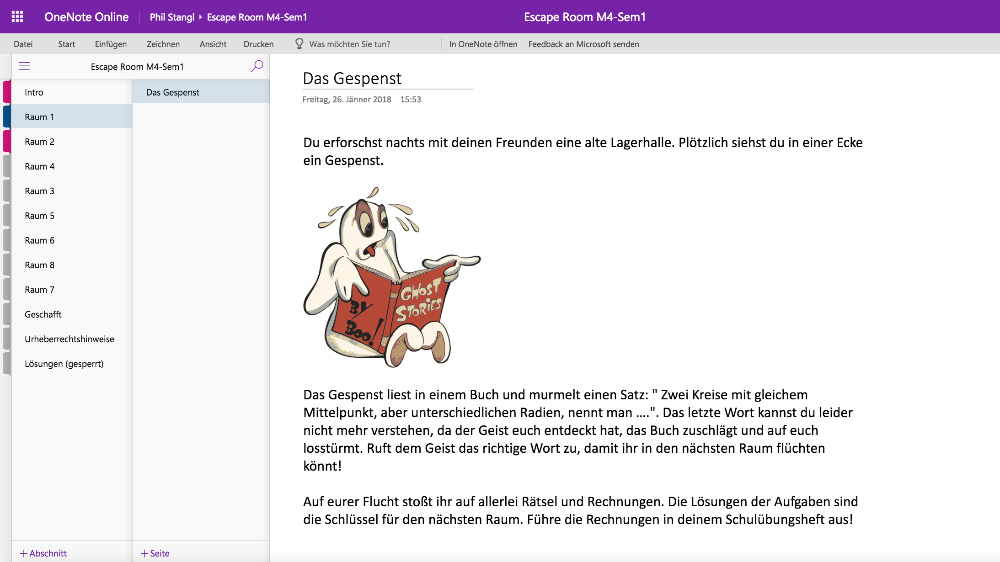 OneNote Online
Phil Stangl ▸ Escape Room M4-Sem1
Escape Room M4-Sem1
Datei Start Einfügen Zeichnen Ansicht Drucken Was möchten Sie tun? In OneNote öffnen Feedback an Microsoft senden
Escape Room M4-Sem1
Intro
Raum 1
Raum 2
Raum 4
Raum 3
Raum 5
Raum 6
Raum 8
Raum 7
Geschafft
Urheberrechtshinweise
Lösungen (gesperrt)
+ Abschnitt
Das Gespenst
+ Seite
Das Gespenst
Freitag, 26. Jänner 2018 15:53
Du erforschst nachts mit deinen Freunden eine alte Lagerhalle. Plötzlich siehst du in einer Ecke
ein Gespenst.
BY
BOO!
GHOST
STORIES
Das Gespenst liest in einem Buch und murmelt einen Satz: " Zwei Kreise mit gleichem
Mittelpunkt, aber unterschiedlichen Radien, nennt man ....". Das letzte Wort kannst du leider
nicht mehr verstehen, da der Geist euch entdeckt hat, das Buch zuschlägt und auf euch
losstürmt. Ruft dem Geist das richtige Wort zu, damit ihr in den nächsten Raum flüchten
könnt!
Auf eurer Flucht stoßt ihr auf allerlei Rätsel und Rechnungen. Die Lösungen der Aufgaben sind
die Schlüssel für den nächsten Raum. Führe die Rechnungen in deinem Schulübungsheft aus!